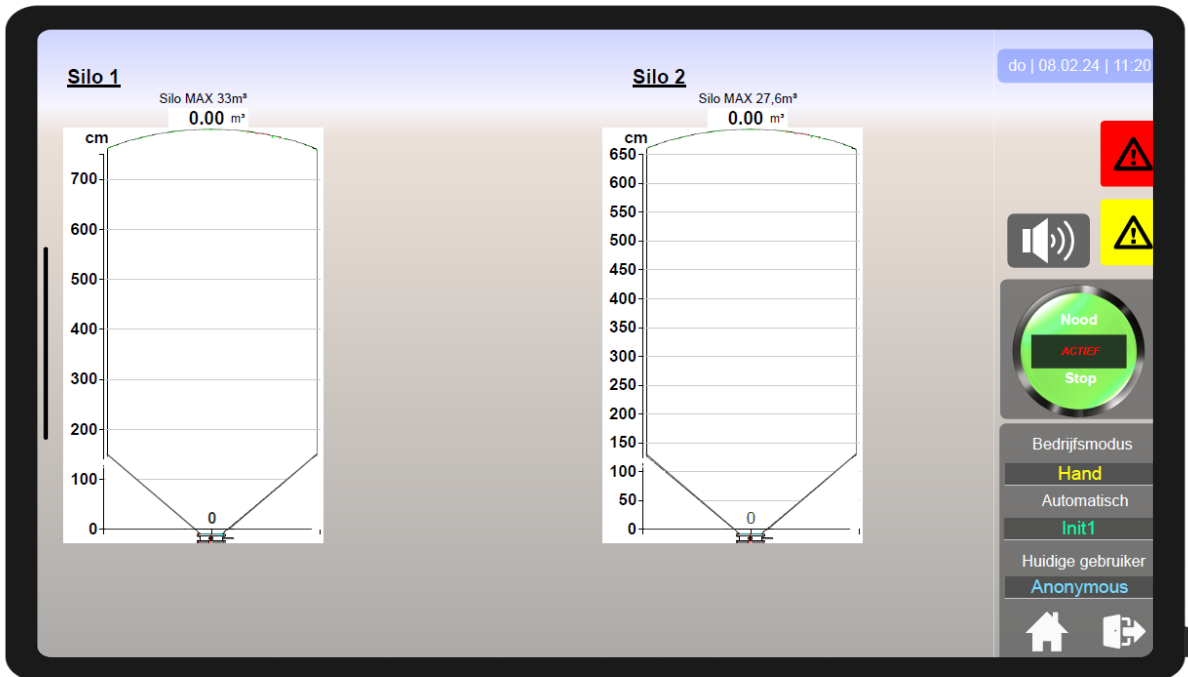 Silo 1
Silo MAX 33m³
0.00 m³
cm
700
600
500
400
300
200
100
0
0
Silo 2
Silo MAX 27,6m³
0.00 m³
cm
650
600
550
500
450
400
350
300
250
200
150
100
50
0
0
do | 08.02.24 | 11:20
Nood
ACTIEF
Stop
Bedrijfsmodus
Hand
Automatisch
Init1
Huidige gebruiker
Anonymous